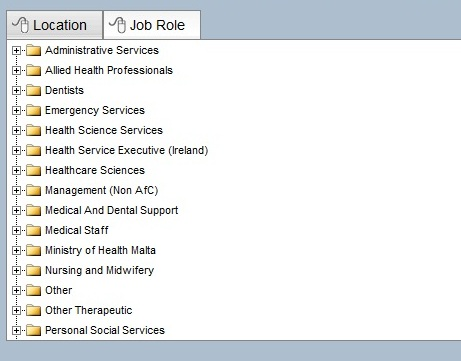 Location
Job Role
Administrative Services
Allied Health Professionals
Dentists
Emergency Services
Health Science Services
Health Service Executive (Ireland)
Healthcare Sciences
Management (Non AfC)
Medical And Dental Support
Medical Staff
Ministry of Health Malta
Nursing and Midwifery
Other
Other Therapeutic
Personal Social Services